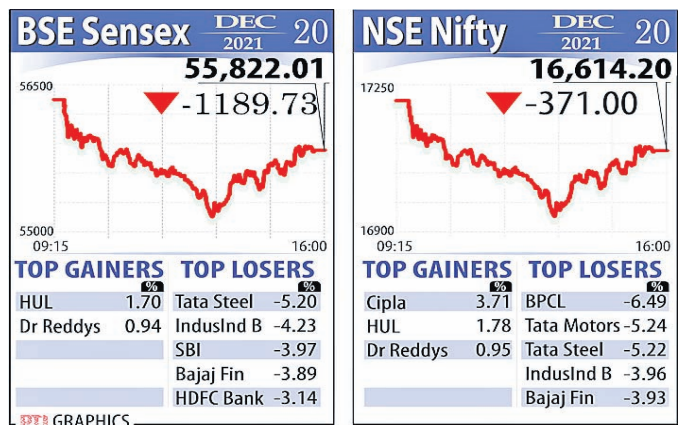 BSE Sensex DEC 2021 20
55,822.01
56500
-1189.73
55000
09:15 16:00
TOP GAINERS TOP LOSERS
% %
HUL 1.70 Tata Steel -5.20
Dr Reddys 0.94 IndusInd B -4.23
SBI -3.97
Bajaj Fin -3.89
HDFC Bank -3.14
PTI GRAPHICS
NSE Nifty DEC 2021 20
16,614.20
17250
-371.00
16900
09:15 16:00
TOP GAINERS TOP LOSERS
% %
Cipla 3.71 BPCL -6.49
HUL 1.78 Tata Motors -5.24
Dr Reddys 0.95 Tata Steel -5.22
IndusInd B -3.96
Bajaj Fin -3.93